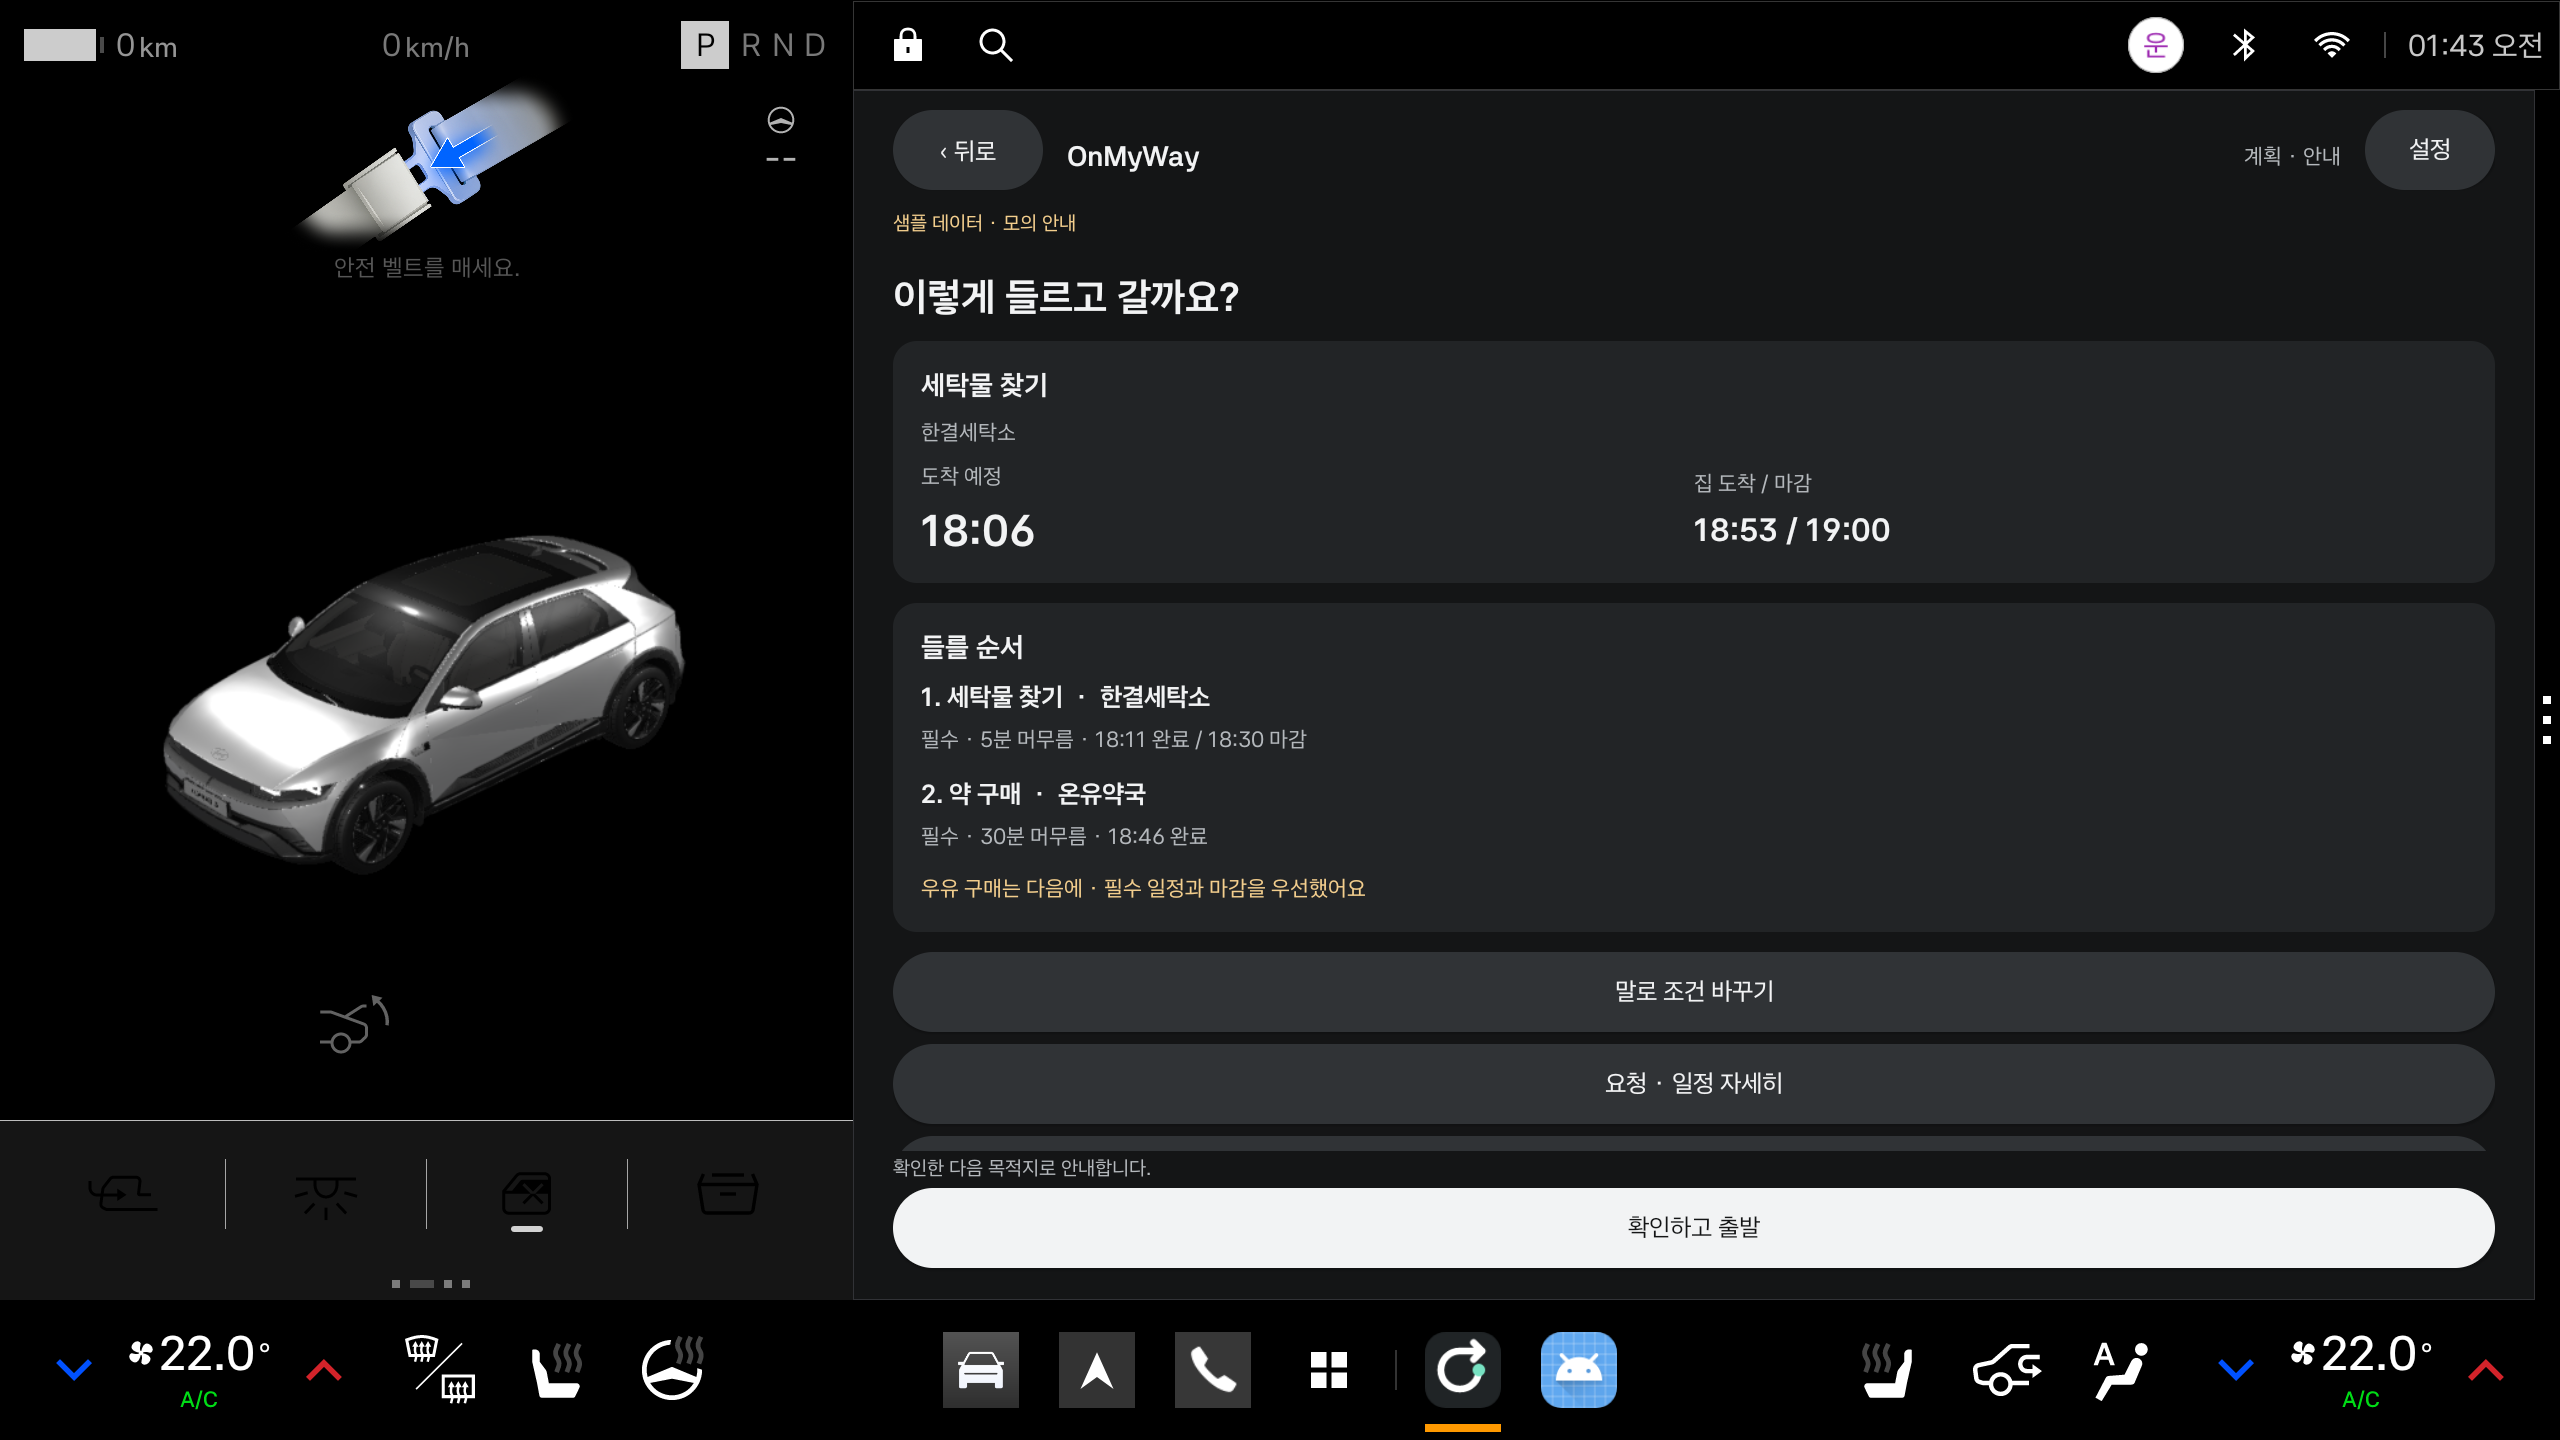 0 km
0 km/h
P R N D
운
01:43 오전
안전 벨트를 매세요.
‹ 뒤로
OnMyWay
계획 · 안내
설정
샘플 데이터 · 모의 안내
이렇게 들르고 갈까요?
세탁물 찾기
한결세탁소
도착 예정
18:06
집 도착 / 마감
18:53 / 19:00
들를 순서
1. 세탁물 찾기 · 한결세탁소
필수 · 5분 머무름 · 18:11 완료 / 18:30 마감
2. 약 구매 · 온유약국
필수 · 30분 머무름 · 18:46 완료
우유 구매는 다음에 · 필수 일정과 마감을 우선했어요
말로 조건 바꾸기
요청 · 일정 자세히
확인한 다음 목적지로 안내합니다.
확인하고 출발
22.0°
A/C
A
22.0°
A/C